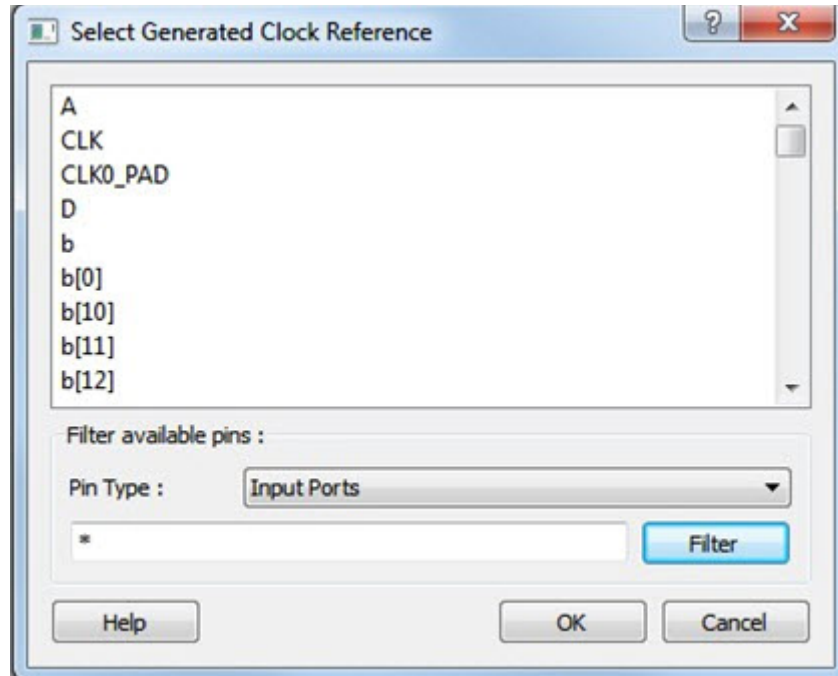 Select Generated Clock Reference
A
CLK
CLK0_PAD
D
b
b[0]
b[10]
b[11]
b[12]
Filter available pins :
Pin Type : Input Ports
* Filter
Help OK Cancel